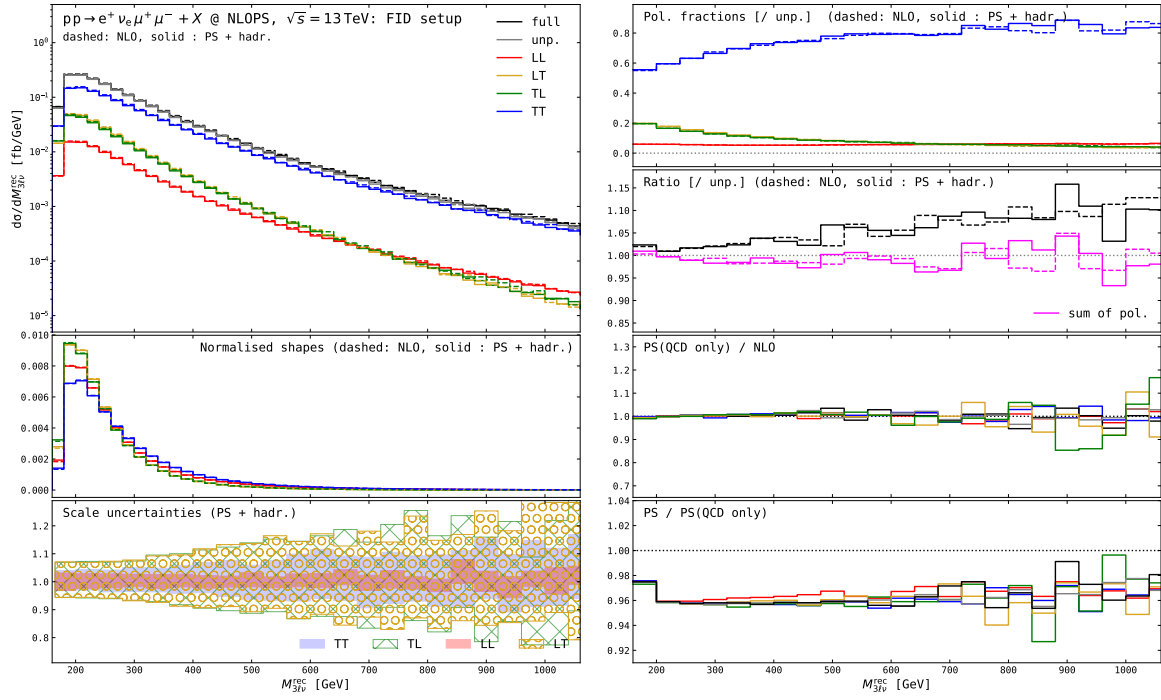 pp→e⁺ νₑ μ⁺ μ⁻ + X @ NLOPS, √s = 13 TeV: FID setup
dashed: NLO, solid : PS + hadr.
full
unp.
LL
LT
TL
TT
dσ/dM^rec_3ℓν [fb/GeV]
10⁰
10⁻¹
10⁻²
10⁻³
10⁻⁴
10⁻⁵
Normalised shapes (dashed: NLO, solid : PS + hadr.)
0.010
0.008
0.006
0.004
0.002
0.000
Scale uncertainties (PS + hadr.)
1.2
1.1
1.0
0.9
0.8
TT
TL
LL
LT
200 300 400 500 600 700 800 900 1000
M^rec_3ℓν [GeV]
Pol. fractions [/ unp.] (dashed: NLO, solid : PS + hadr.)
0.8
0.6
0.4
0.2
0.0
Ratio [/ unp.] (dashed: NLO, solid : PS + hadr.)
1.15
1.10
1.05
1.00
0.95
0.90
0.85
sum of pol.
PS(QCD only) / NLO
1.3
1.2
1.1
1.0
0.9
0.8
0.7
PS / PS(QCD only)
1.04
1.02
1.00
0.98
0.96
0.94
0.92
0.90
200 300 400 500 600 700 800 900 1000
M^rec_3ℓν [GeV]